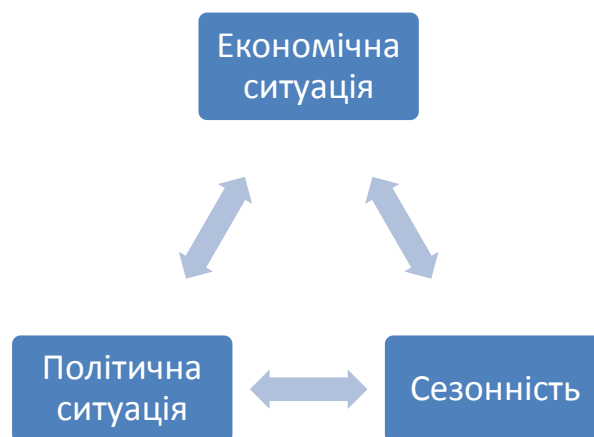 Економічна
ситуація
Політична
ситуація
Сезонність